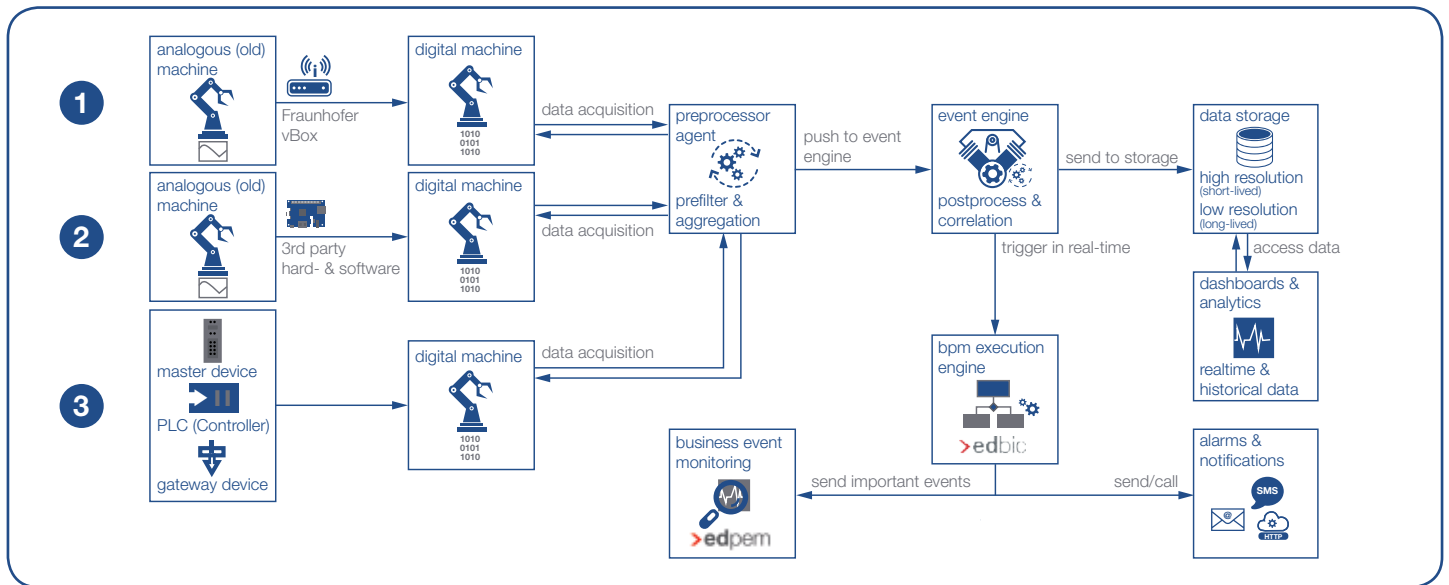 1
analogous (old)
machine
Fraunhofer
vBox
digital machine
1010
0101
1010
data acquisition
preprocessor
agent
prefilter &
aggregation
push to event
engine
event engine
postprocess &
correlation
send to storage
data storage
high resolution
(short-lived)
low resolution
(long-lived)
2
analogous (old)
machine
3rd party
hard- & software
digital machine
1010
0101
1010
data acquisition
trigger in real-time
access data
dashboards &
analytics
realtime &
historical data
3
master device
PLC (Controller)
gateway device
digital machine
1010
0101
1010
data acquisition
bpm execution
engine
>edbic
business event
monitoring
>edpem
send important events
send/call
alarms &
notifications
SMS
@
HTTP